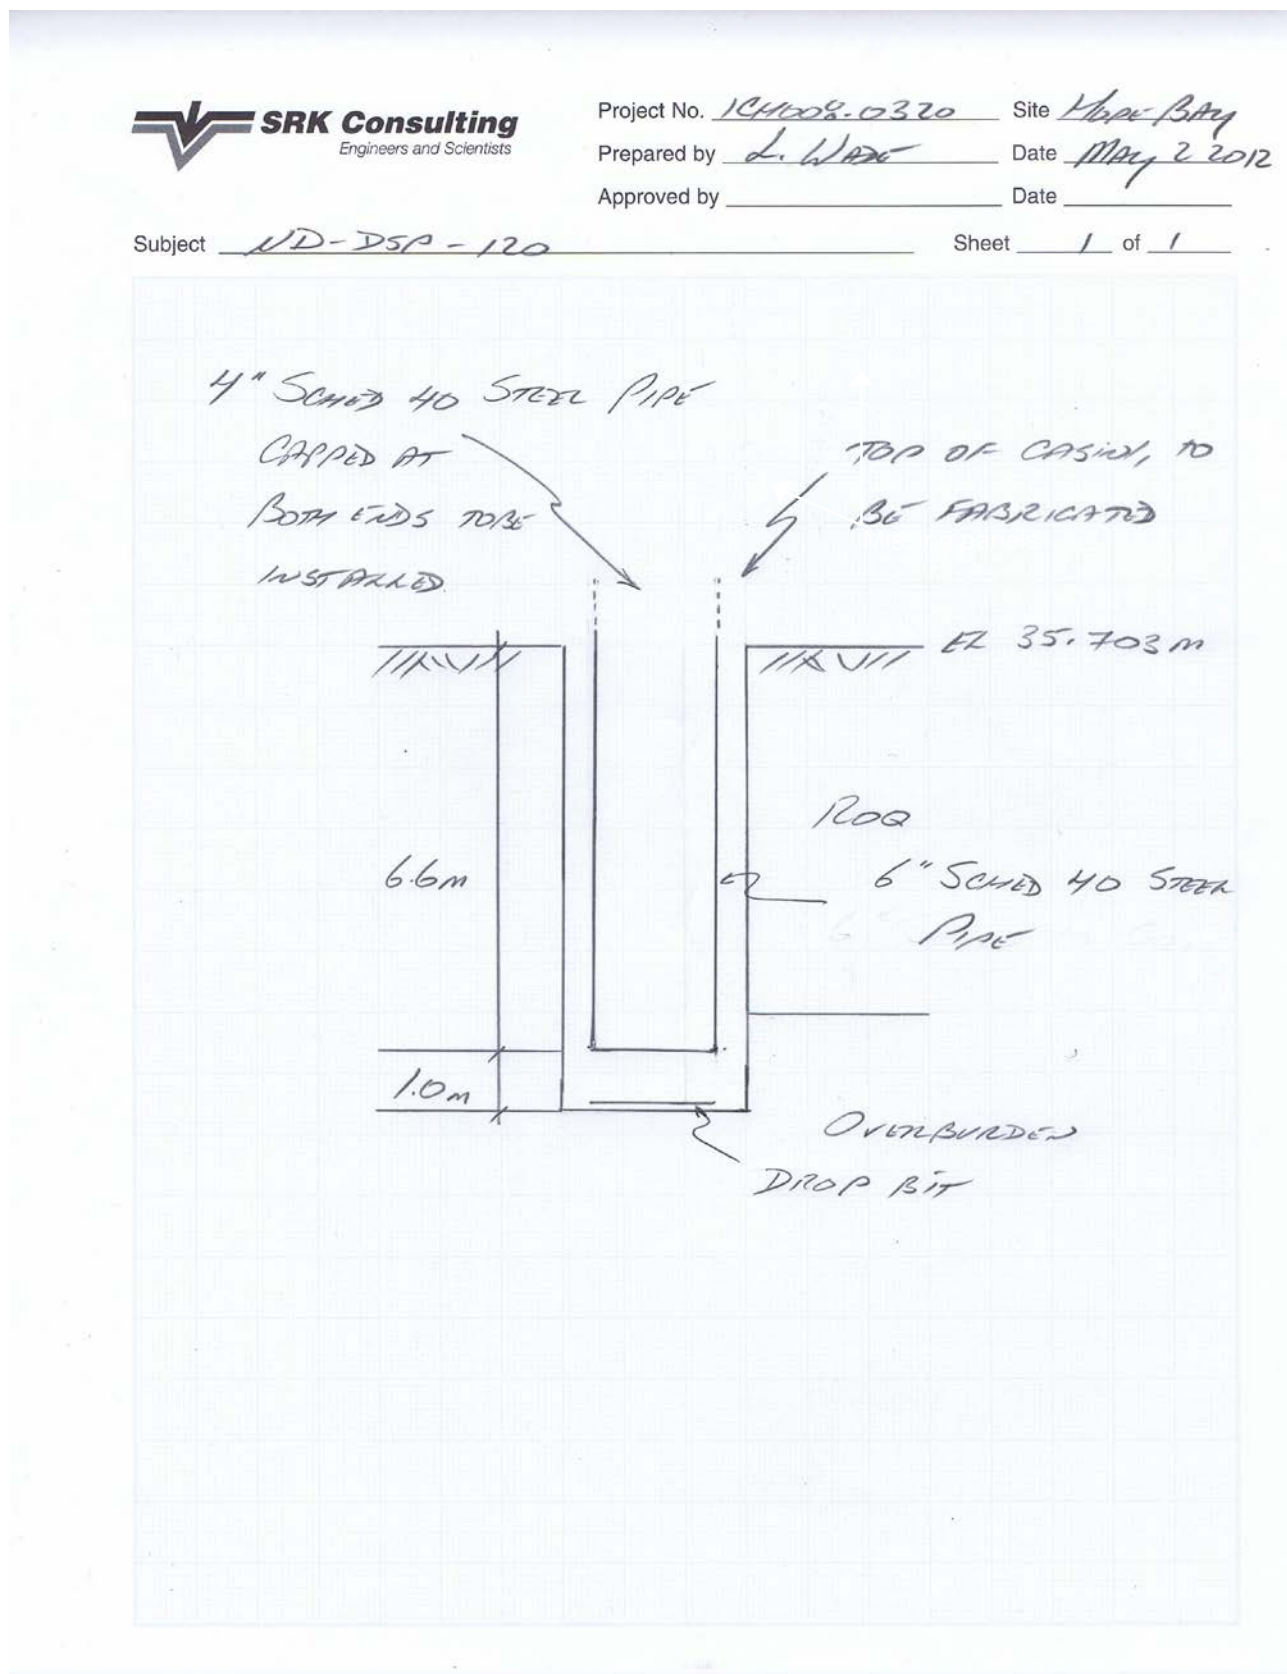 SRK Consulting
Engineers and Scientists
Project No. 1CH008.0320 Site HOPE BAY
Prepared by L. WADE Date MAY 2 2012
Approved by Date
Subject ND-DSP-120 Sheet 1 of 1
4" SCHED 40 STEEL PIPE
CAPPED AT
BOTH ENDS TO BE
INSTALLED.
TOP OF CASING, TO
BE FABRICATED
EL 35.703 m
ROQ
6.6m
6" SCHED 40 STEEL
PIPE
1.0m
OVERBURDEN
DROP BIT